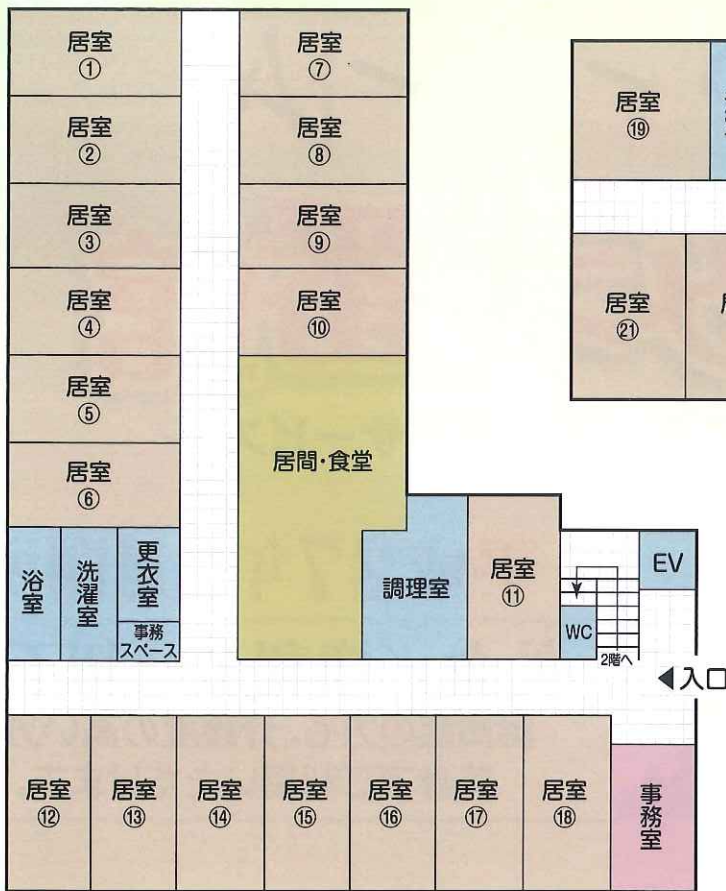 居室
①
居室
②
居室
③
居室
④
居室
⑤
居室
⑥
浴室
洗濯室
更衣室
事務
スペース
居室
⑦
居室
⑧
居室
⑨
居室
⑩
居間・食堂
調理室
居室
⑪
WC
2階へ
EV
◀入口
居室
⑫
居室
⑬
居室
⑭
居室
⑮
居室
⑯
居室
⑰
居室
⑱
事務室
居室
⑲
居室
㉑